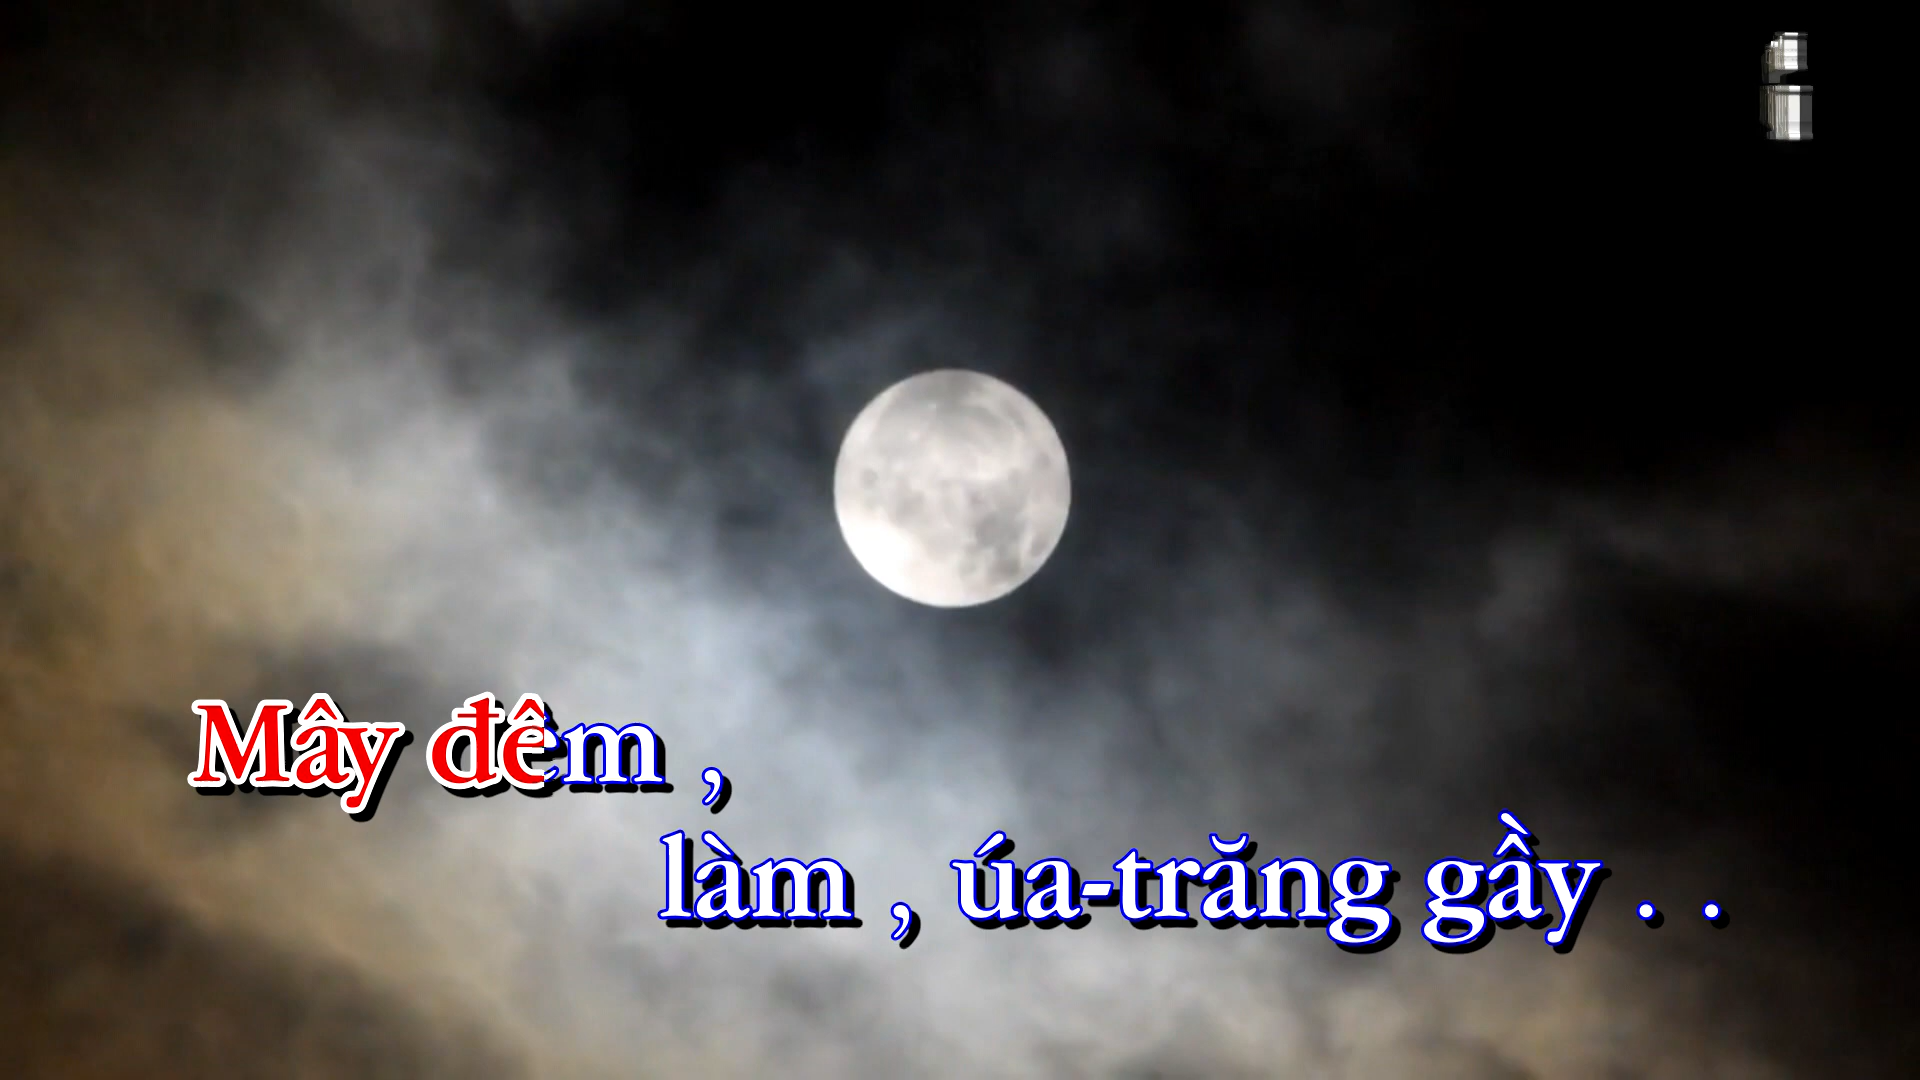 Mây đêm ,
làm , úa-trăng gầy . .